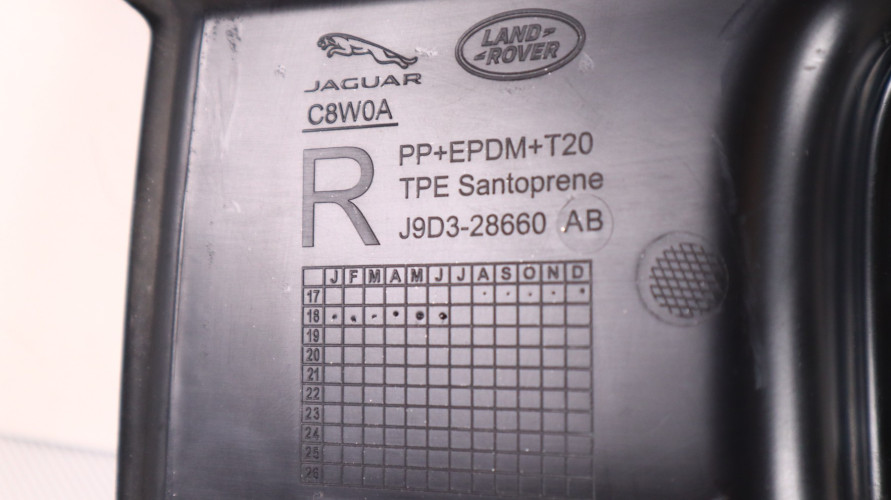 JAGUAR
LAND
ROVER
C8W0A
R
PP+EPDM+T20
TPE Santoprene
J9D3-28660 AB
J F M A M J J A S O N D
17
18
19
20
21
22
23
24
25
26